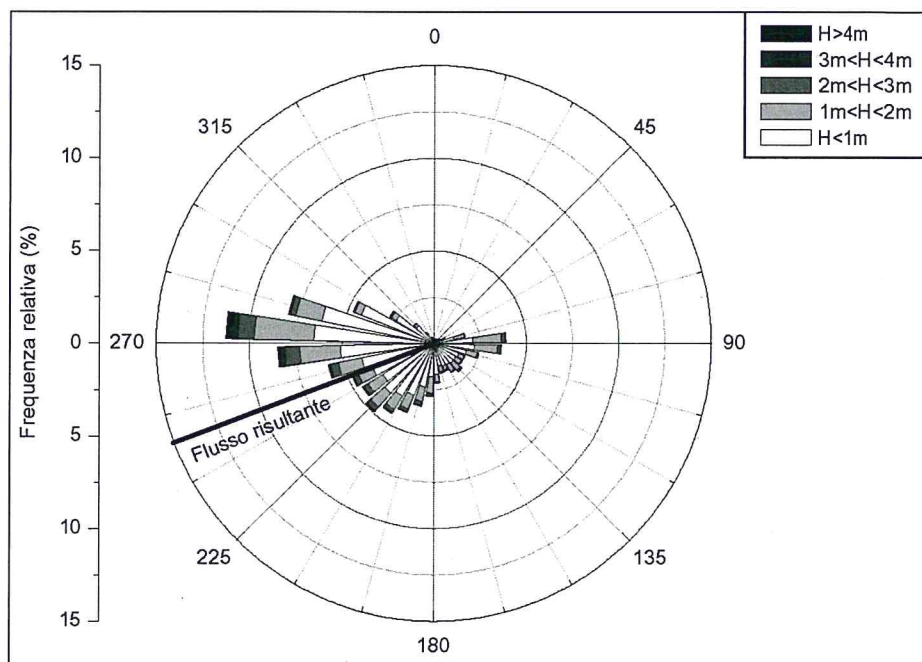 0
45
90
135
180
225
270
315
15
10
5
0
5
10
15
Frequenza relativa (%)
Flusso risultante
H>4m
3m<H<4m
2m<H<3m
1m<H<2m
H<1m